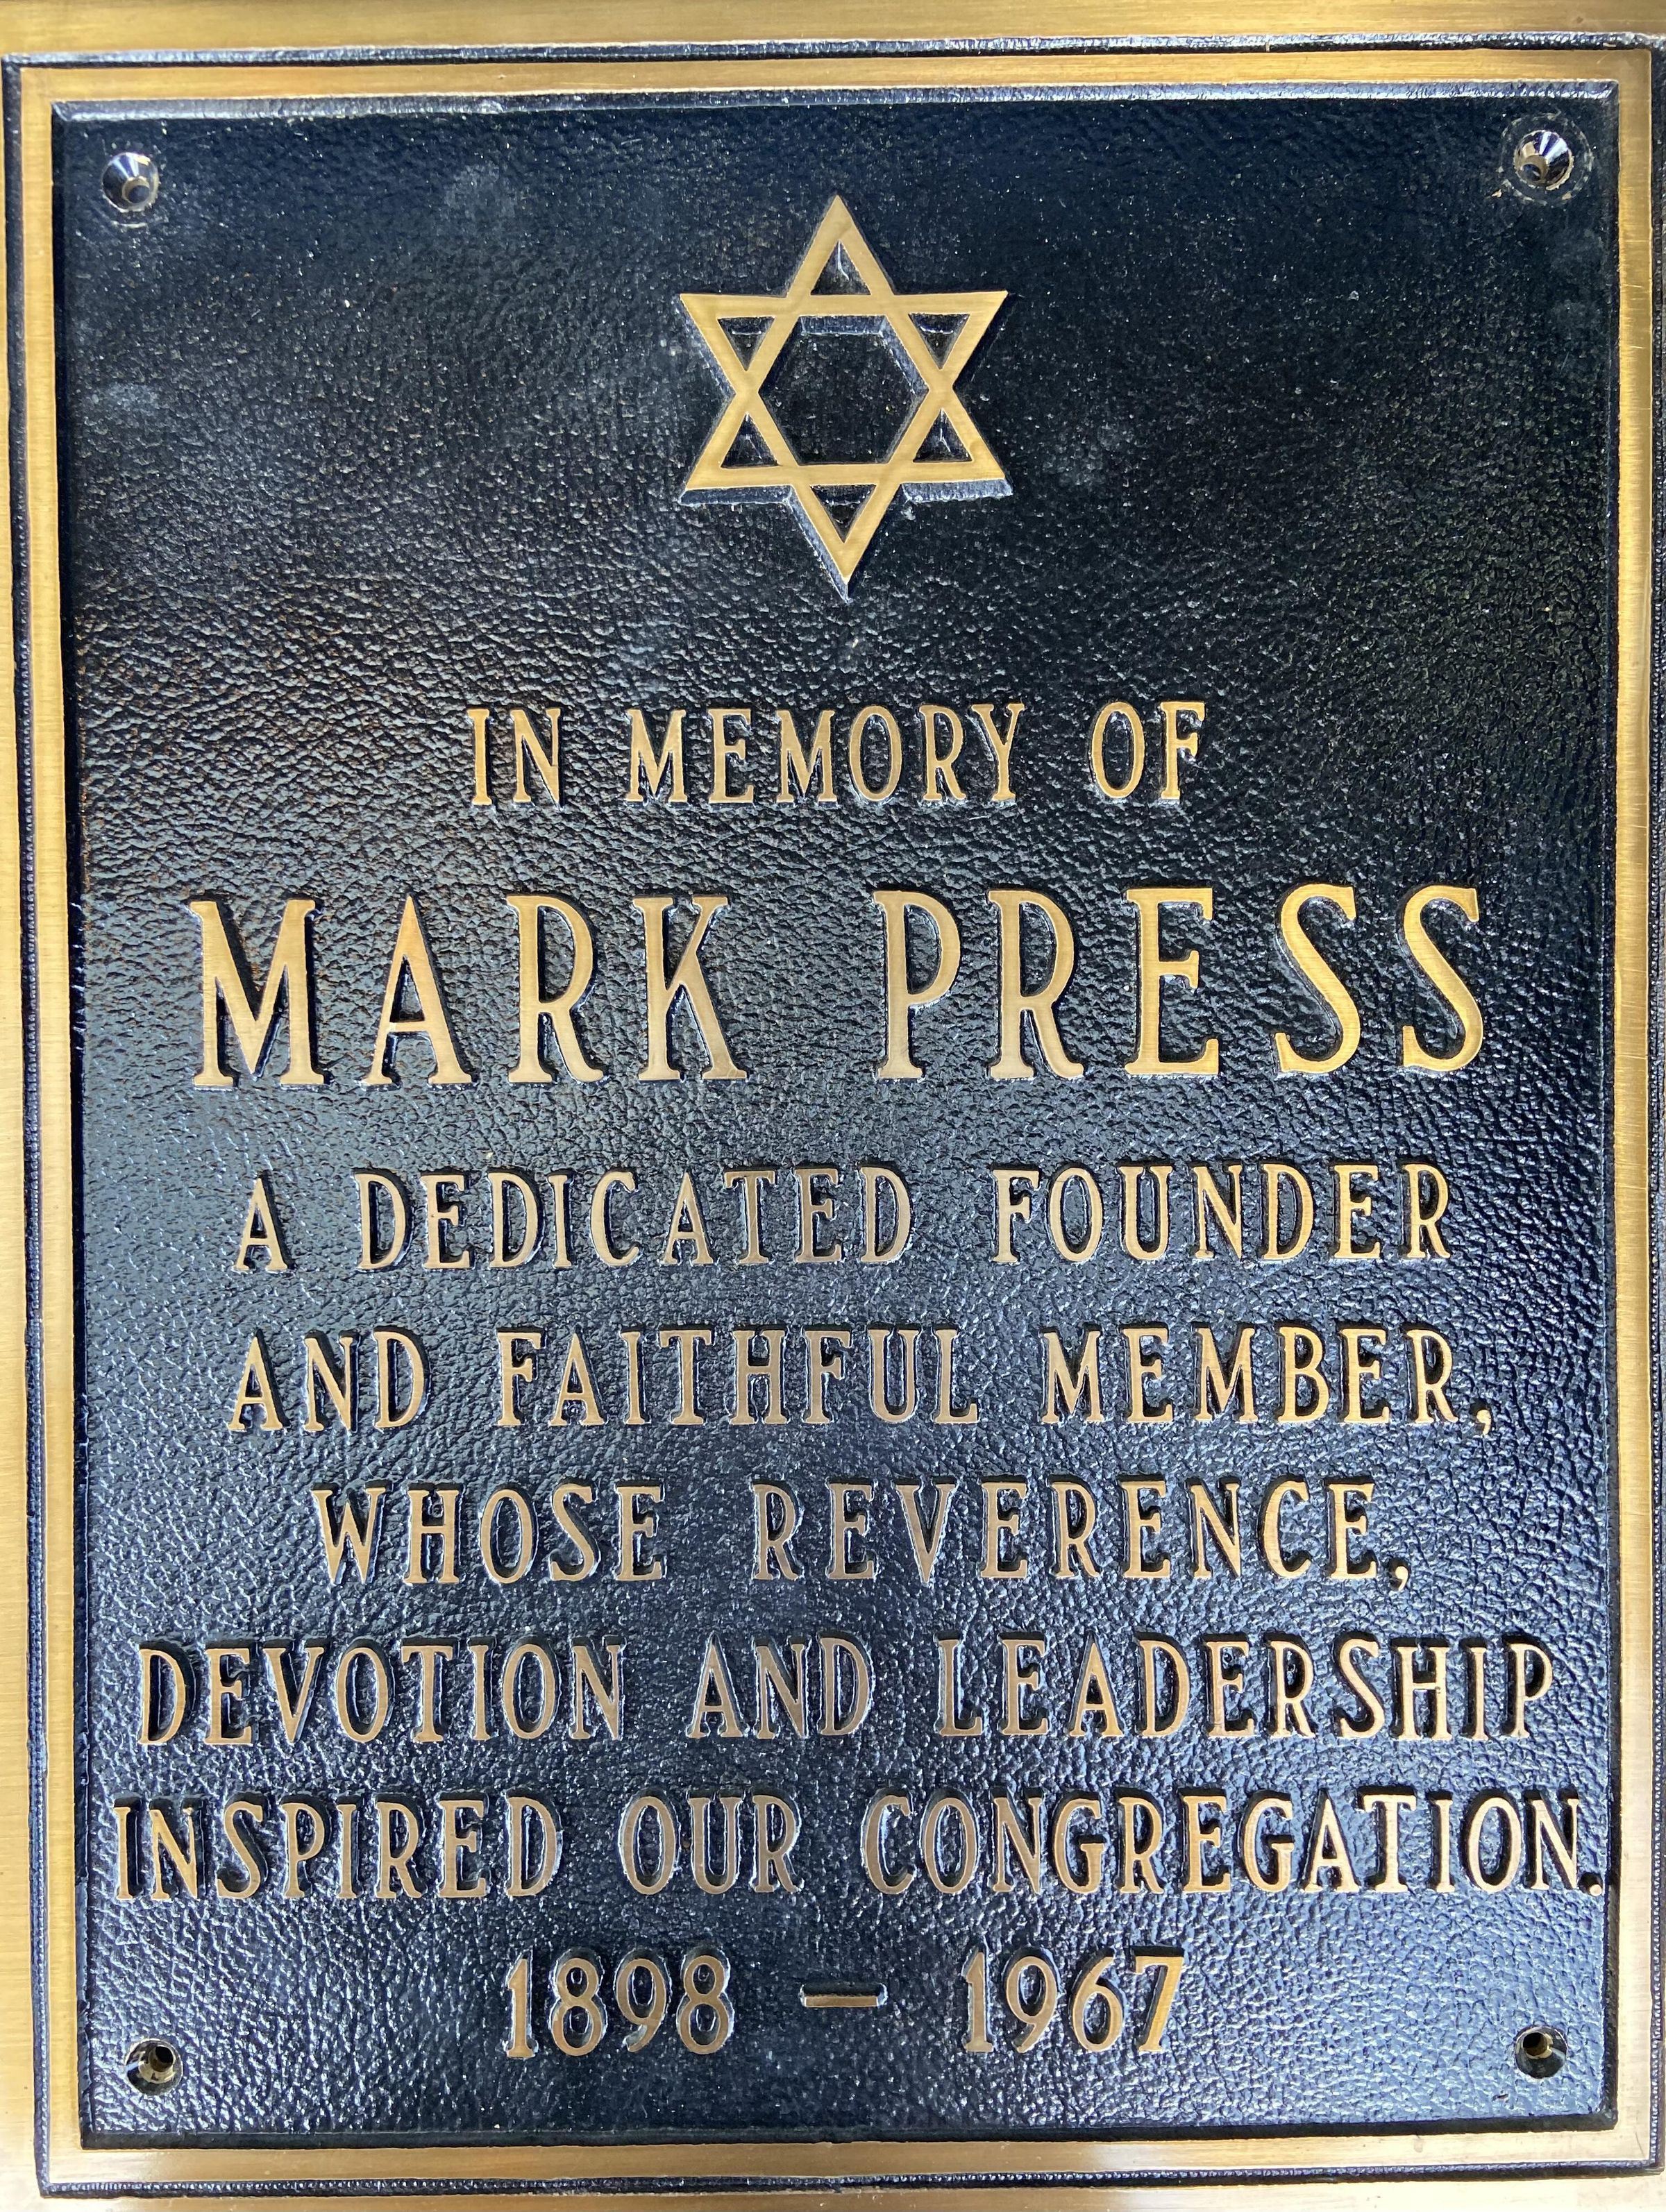 IN MEMORY OF
MARK PRESS
A DEDICATED FOUNDER
AND FAITHFUL MEMBER,
WHOSE REVERENCE,
DEVOTION AND LEADERSHIP
INSPIRED OUR CONGREGATION.
1898 — 1967